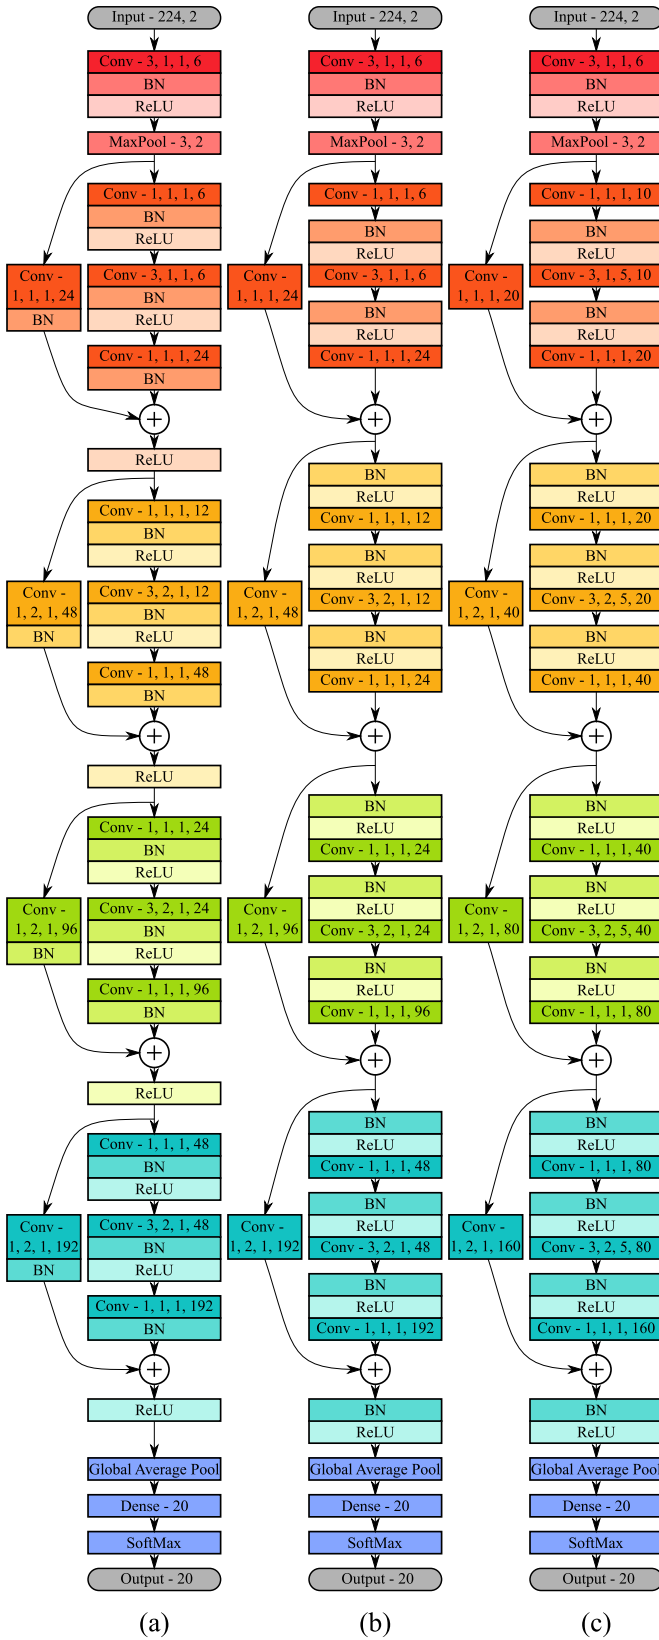 Input - 224, 2
Conv - 3, 1, 1, 6
BN
ReLU
MaxPool - 3, 2
Conv - 1, 1, 1, 6
BN
ReLU
Conv -
1, 1, 1, 24
BN
Conv - 3, 1, 1, 6
BN
ReLU
Conv - 1, 1, 1, 24
BN
+
ReLU
Conv - 1, 1, 1, 12
BN
ReLU
Conv -
1, 2, 1, 48
BN
Conv - 3, 2, 1, 12
BN
ReLU
Conv - 1, 1, 1, 48
BN
+
ReLU
Conv - 1, 1, 1, 24
BN
ReLU
Conv -
1, 2, 1, 96
BN
Conv - 3, 2, 1, 24
BN
ReLU
Conv - 1, 1, 1, 96
BN
+
ReLU
Conv - 1, 1, 1, 48
BN
ReLU
Conv -
1, 2, 1, 192
BN
Conv - 3, 2, 1, 48
BN
ReLU
Conv - 1, 1, 1, 192
BN
+
ReLU
Global Average Pool
Dense - 20
SoftMax
Output - 20
(a)
Input - 224, 2
Conv - 3, 1, 1, 6
BN
ReLU
MaxPool - 3, 2
Conv - 1, 1, 1, 6
BN
ReLU
Conv - 3, 1, 1, 6
Conv -
1, 1, 1, 24
BN
ReLU
Conv - 1, 1, 1, 24
+
BN
ReLU
Conv - 1, 1, 1, 12
BN
ReLU
Conv - 3, 2, 1, 12
Conv -
1, 2, 1, 48
BN
ReLU
Conv - 1, 1, 1, 24
+
BN
ReLU
Conv - 1, 1, 1, 24
BN
ReLU
Conv - 3, 2, 1, 24
Conv -
1, 2, 1, 96
BN
ReLU
Conv - 1, 1, 1, 96
+
BN
ReLU
Conv - 1, 1, 1, 48
BN
ReLU
Conv - 3, 2, 1, 48
Conv -
1, 2, 1, 192
BN
ReLU
Conv - 1, 1, 1, 192
+
BN
ReLU
Global Average Pool
Dense - 20
SoftMax
Output - 20
(b)
Input - 224, 2
Conv - 3, 1, 1, 6
BN
ReLU
MaxPool - 3, 2
Conv - 1, 1, 1, 10
BN
ReLU
Conv - 3, 1, 5, 10
Conv -
1, 1, 1, 20
BN
ReLU
Conv - 1, 1, 1, 20
+
BN
ReLU
Conv - 1, 1, 1, 20
BN
ReLU
Conv - 3, 2, 5, 20
Conv -
1, 2, 1, 40
BN
ReLU
Conv - 1, 1, 1, 40
+
BN
ReLU
Conv - 1, 1, 1, 40
BN
ReLU
Conv - 3, 2, 5, 40
Conv -
1, 2, 1, 80
BN
ReLU
Conv - 1, 1, 1, 80
+
BN
ReLU
Conv - 1, 1, 1, 80
BN
ReLU
Conv - 3, 2, 5, 80
Conv -
1, 2, 1, 160
BN
ReLU
Conv - 1, 1, 1, 160
+
BN
ReLU
Global Average Pool
Dense - 20
SoftMax
Output - 20
(c)